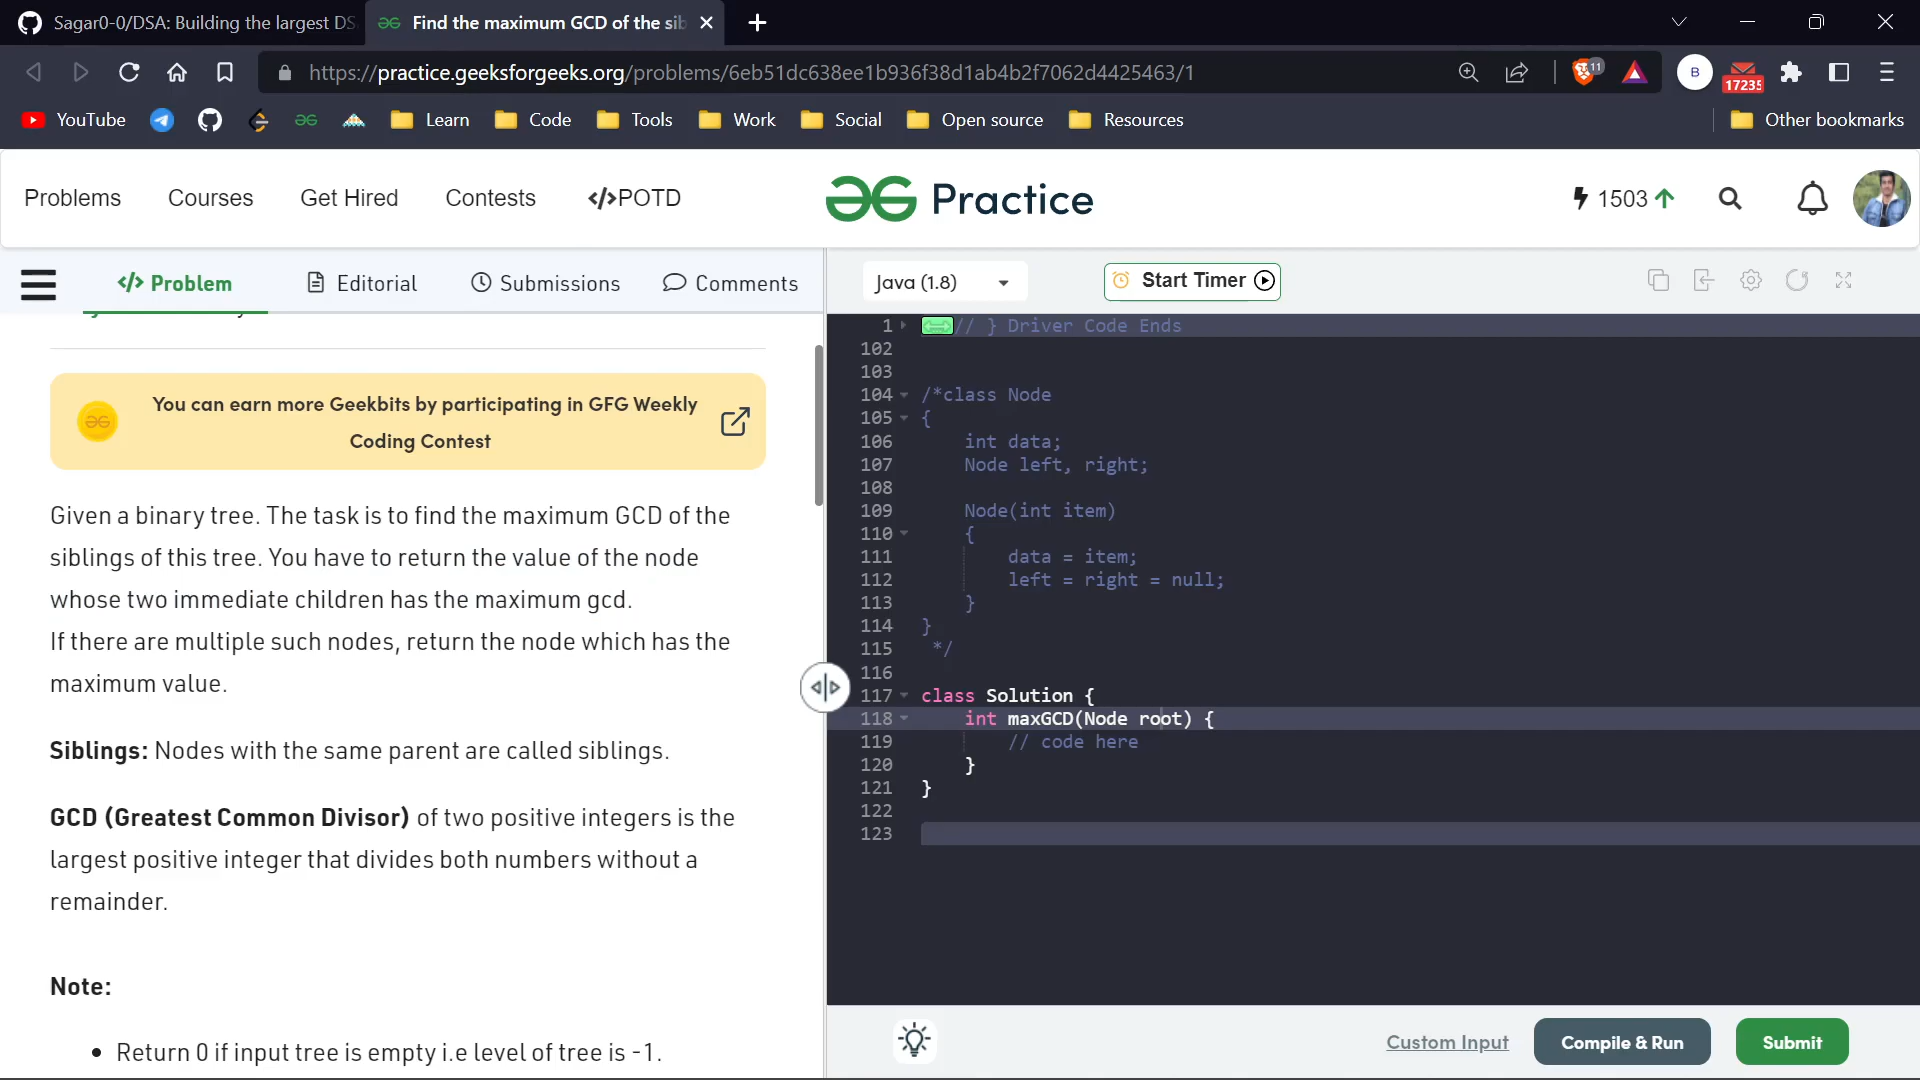 Sagar0-0/DSA: Building the largest DS
Find the maximum GCD of the sib
https://practice.geeksforgeeks.org/problems/6eb51dc638ee1b936f38d1ab4b2f7062d4425463/1
11
B
17235
YouTube
Learn
Code
Tools
Work
Social
Open source
Resources
Other bookmarks
Problems
Courses
Get Hired
Contests
</>POTD
Practice
1503
</> Problem
Editorial
Submissions
Comments
Java (1.8)
Start Timer
You can earn more Geekbits by participating in GFG Weekly
Coding Contest
Given a binary tree. The task is to find the maximum GCD of the
siblings of this tree. You have to return the value of the node
whose two immediate children has the maximum gcd.
If there are multiple such nodes, return the node which has the
maximum value.
Siblings: Nodes with the same parent are called siblings.
GCD (Greatest Common Divisor) of two positive integers is the
largest positive integer that divides both numbers without a
remainder.
Note:
• Return 0 if input tree is empty i.e level of tree is -1.
1 // } Driver Code Ends
102
103
104 /*class Node
105 {
106 int data;
107 Node left, right;
108
109 Node(int item)
110 {
111 data = item;
112 left = right = null;
113 }
114 }
115 */
116
117 class Solution {
118 int maxGCD(Node root) {
119 // code here
120 }
121 }
122
123
Custom Input
Compile & Run
Submit